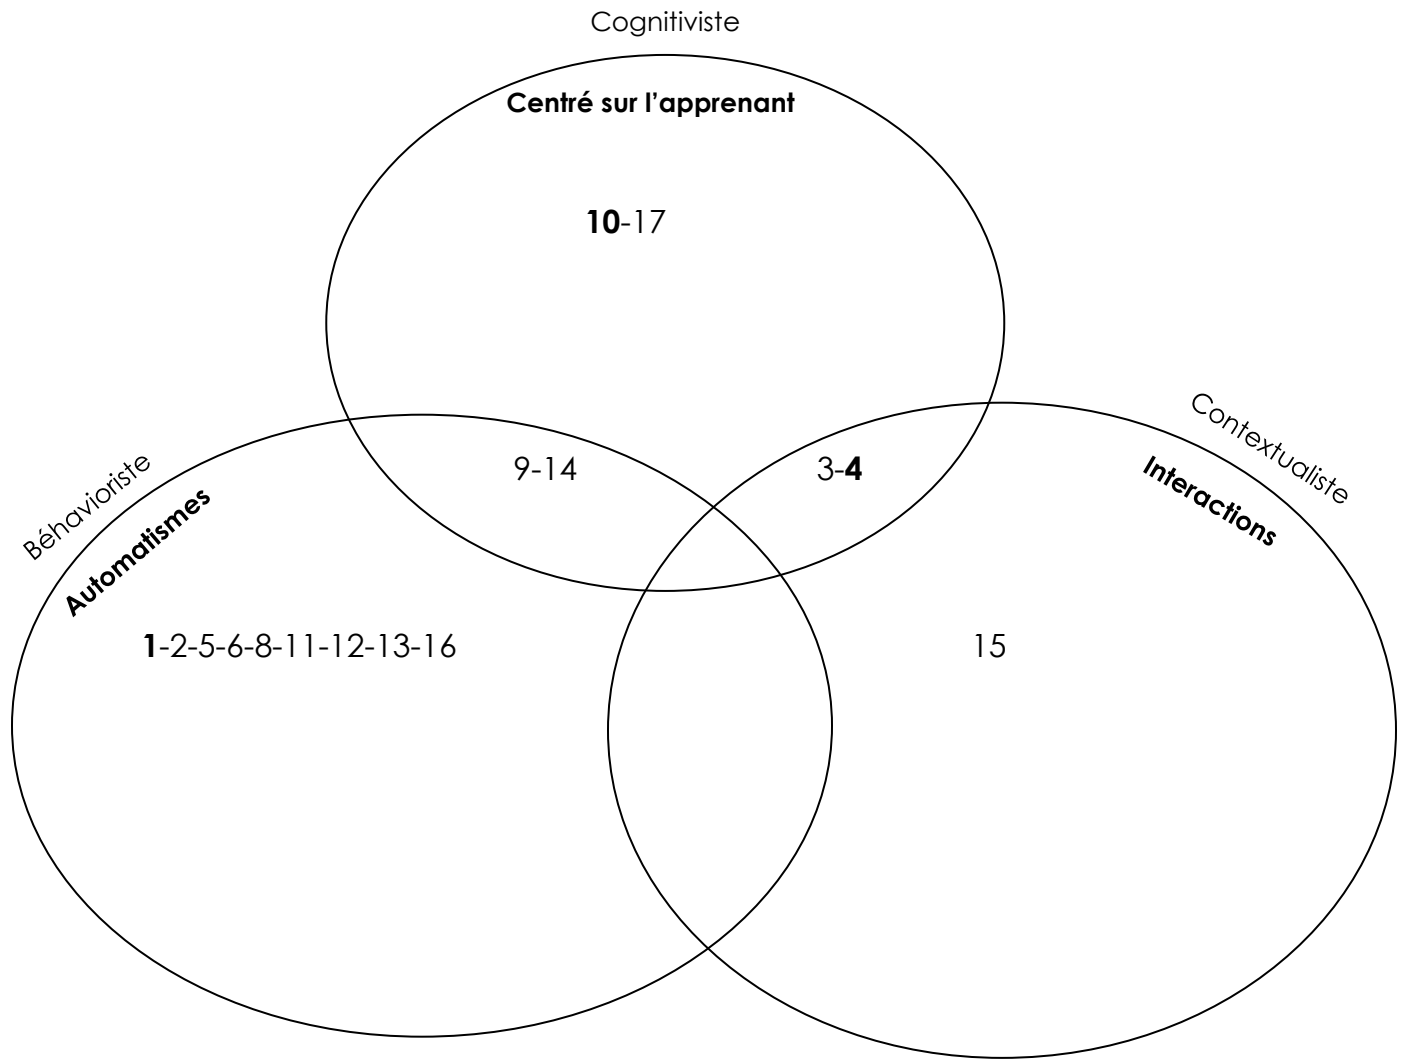 Cognitiviste
Centré sur l'apprenant
10-17
Contextualiste
Interactions
Béhavioriste
Automatismes
9-14
3-4
1-2-5-6-8-11-12-13-16
15